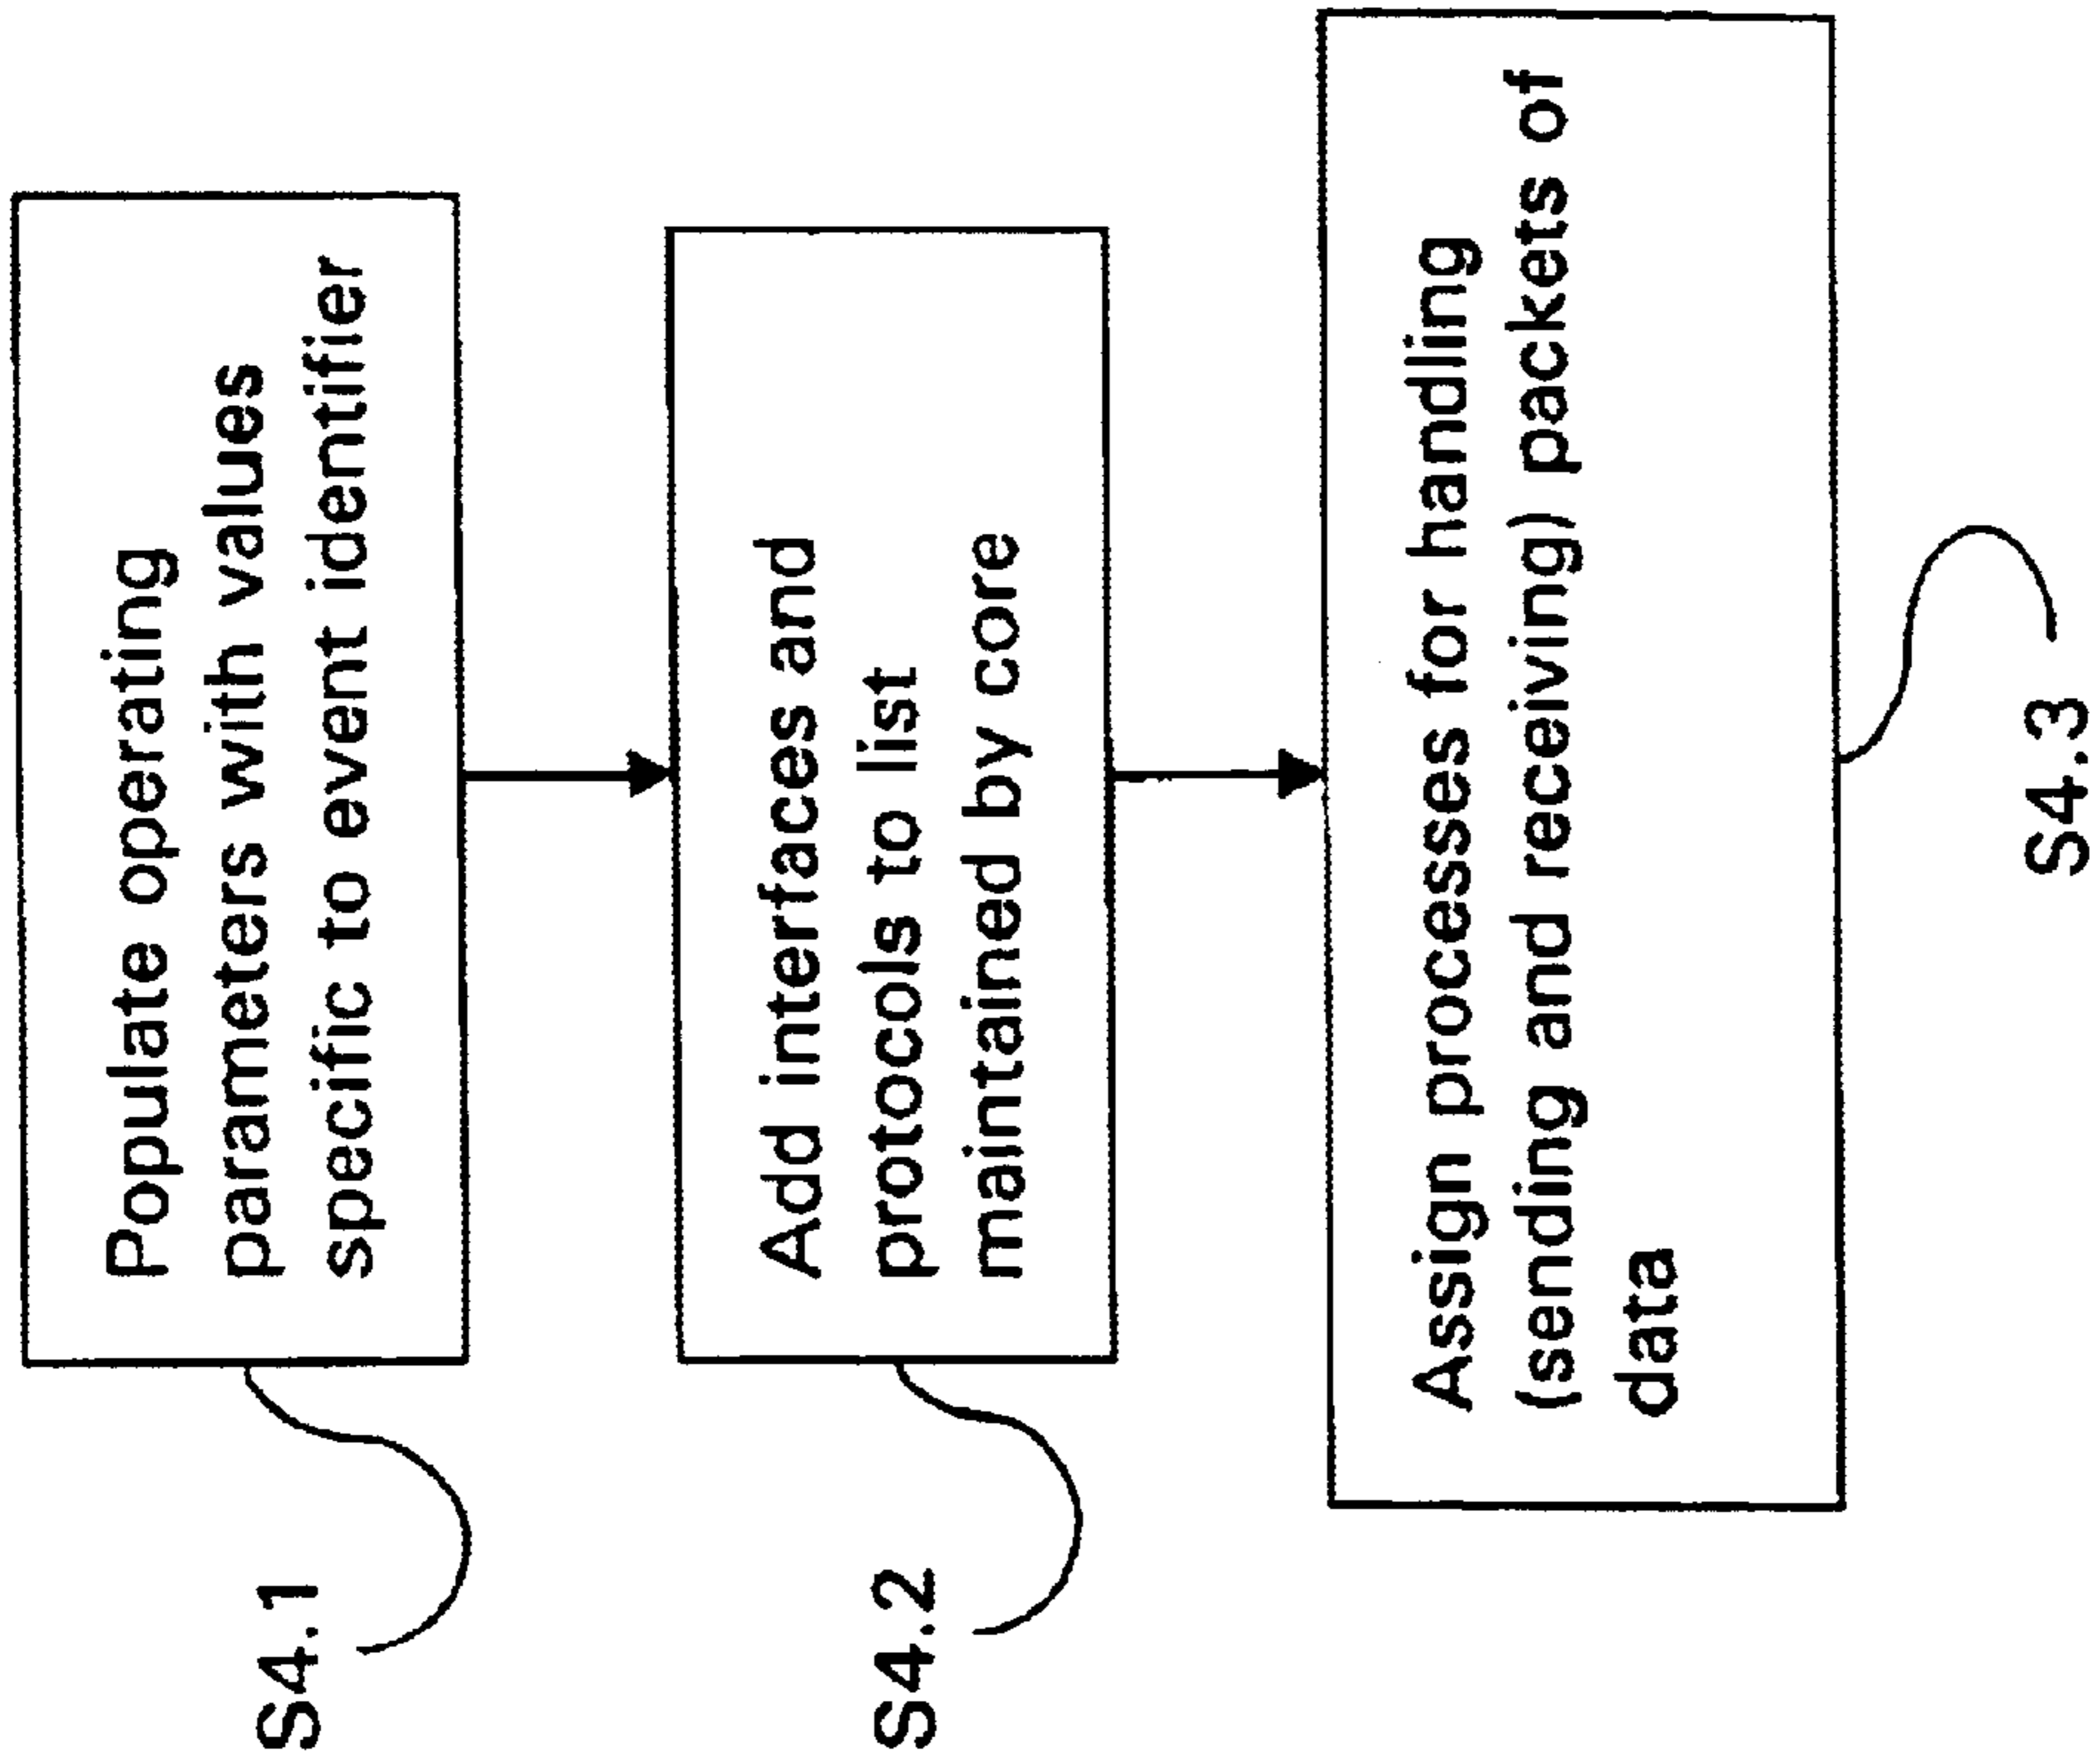 S4.1
Populate operating
parameters with values
specific to event identifier
S4.2
Add interfaces and
protocols to list
maintained by core
Assign processes for handling
(sending and receiving) packets of
data
S4.3